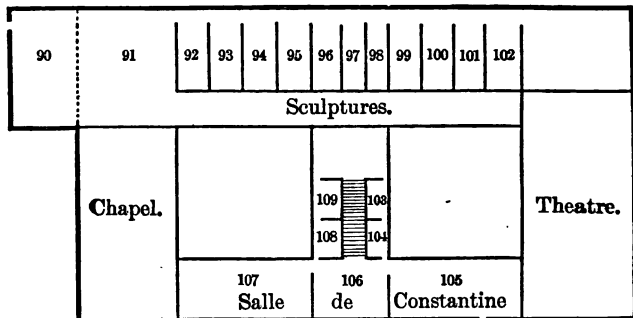 90 91 92 93 94 95 96 97 98 99 100 101 102
Sculptures.
109 103
Chapel. Theatre.
108 104
107 106 105
Salle de Constantine